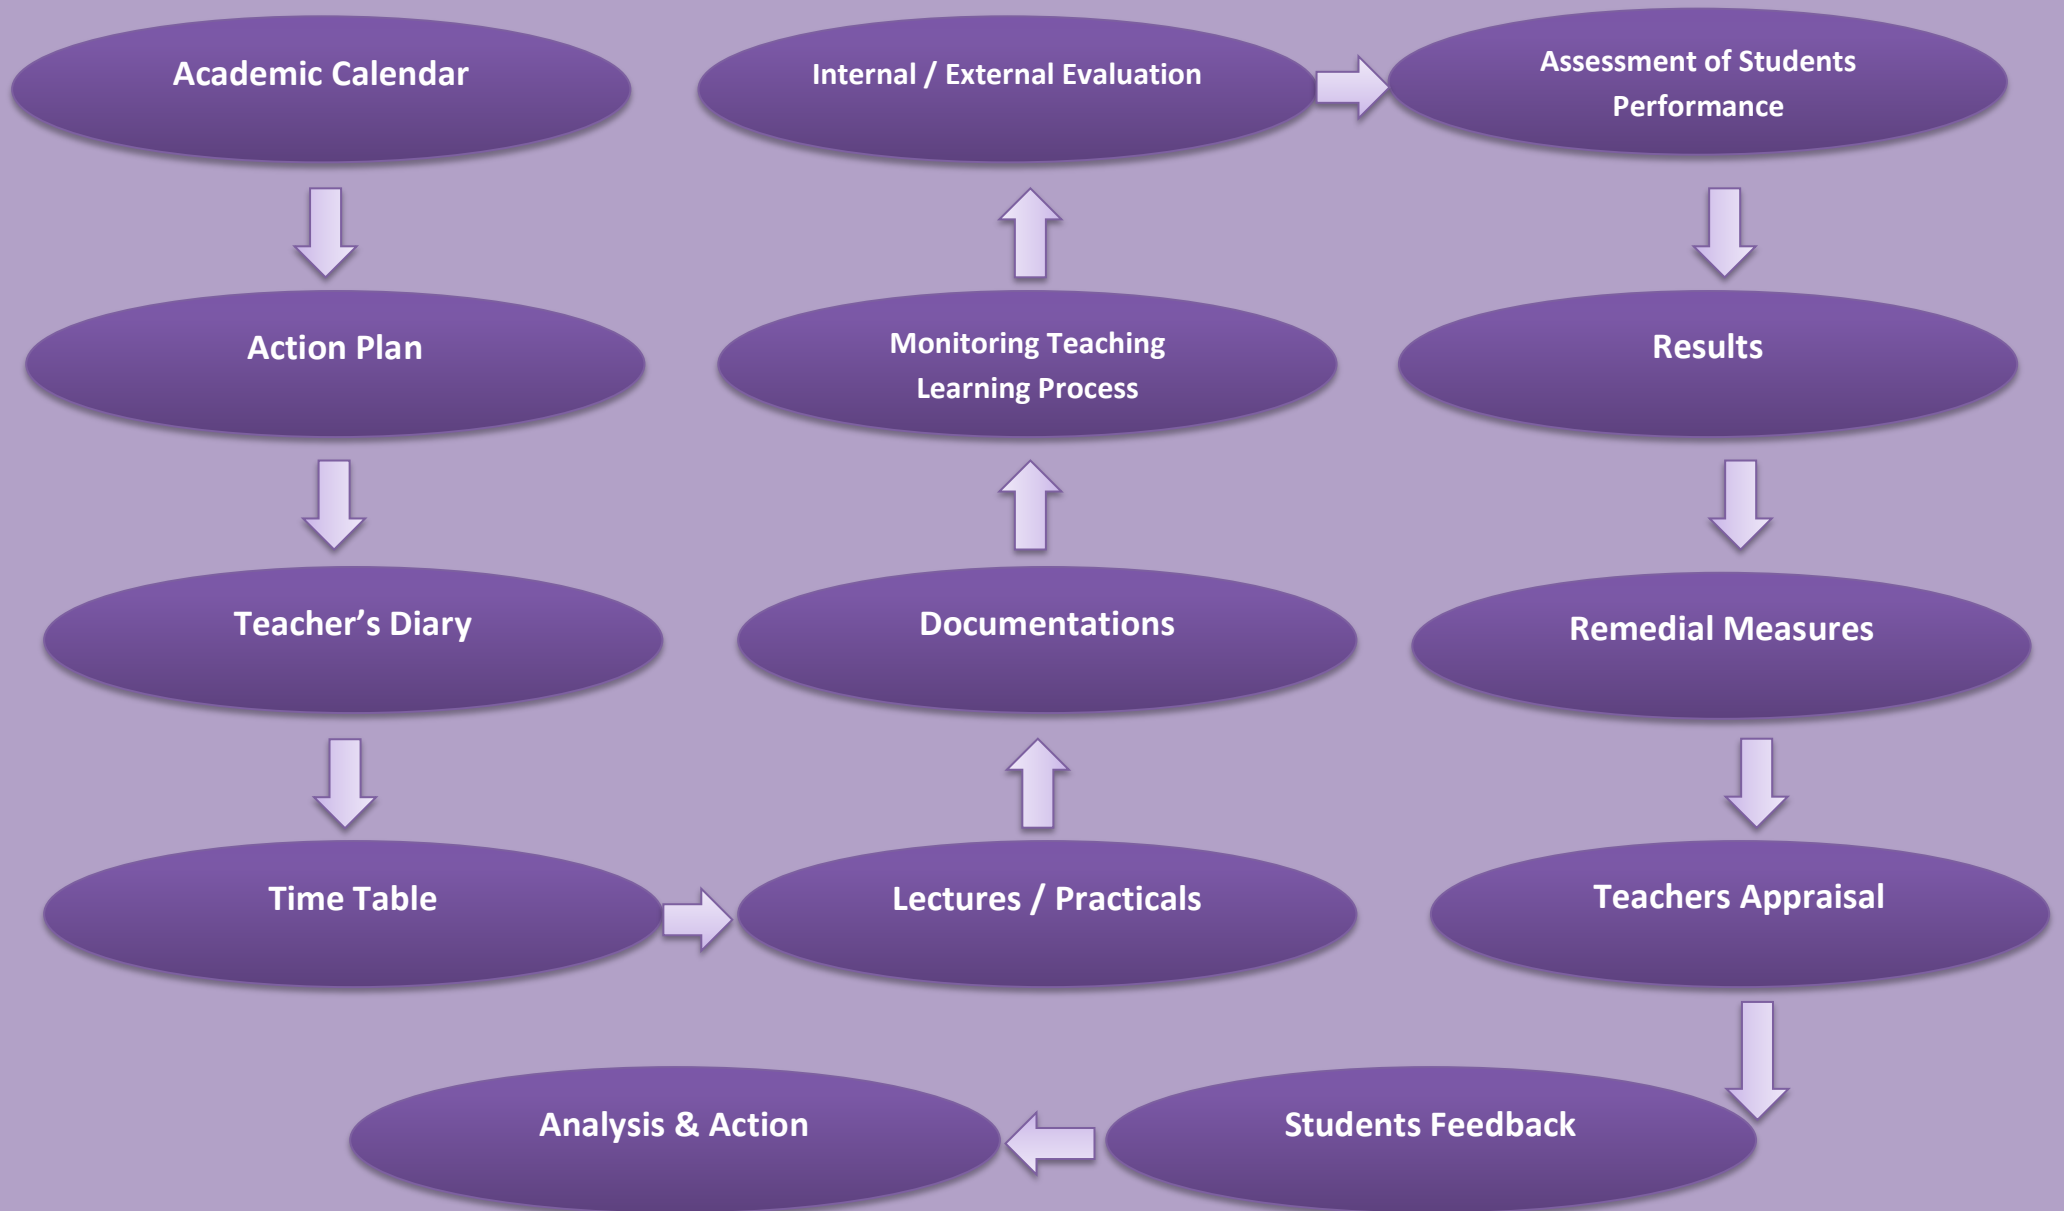 Academic Calendar
Action Plan
Teacher’s Diary
Time Table
Lectures / Practicals
Documentations
Monitoring Teaching
Learning Process
Internal / External Evaluation
Assessment of Students
Performance
Results
Remedial Measures
Teachers Appraisal
Students Feedback
Analysis & Action